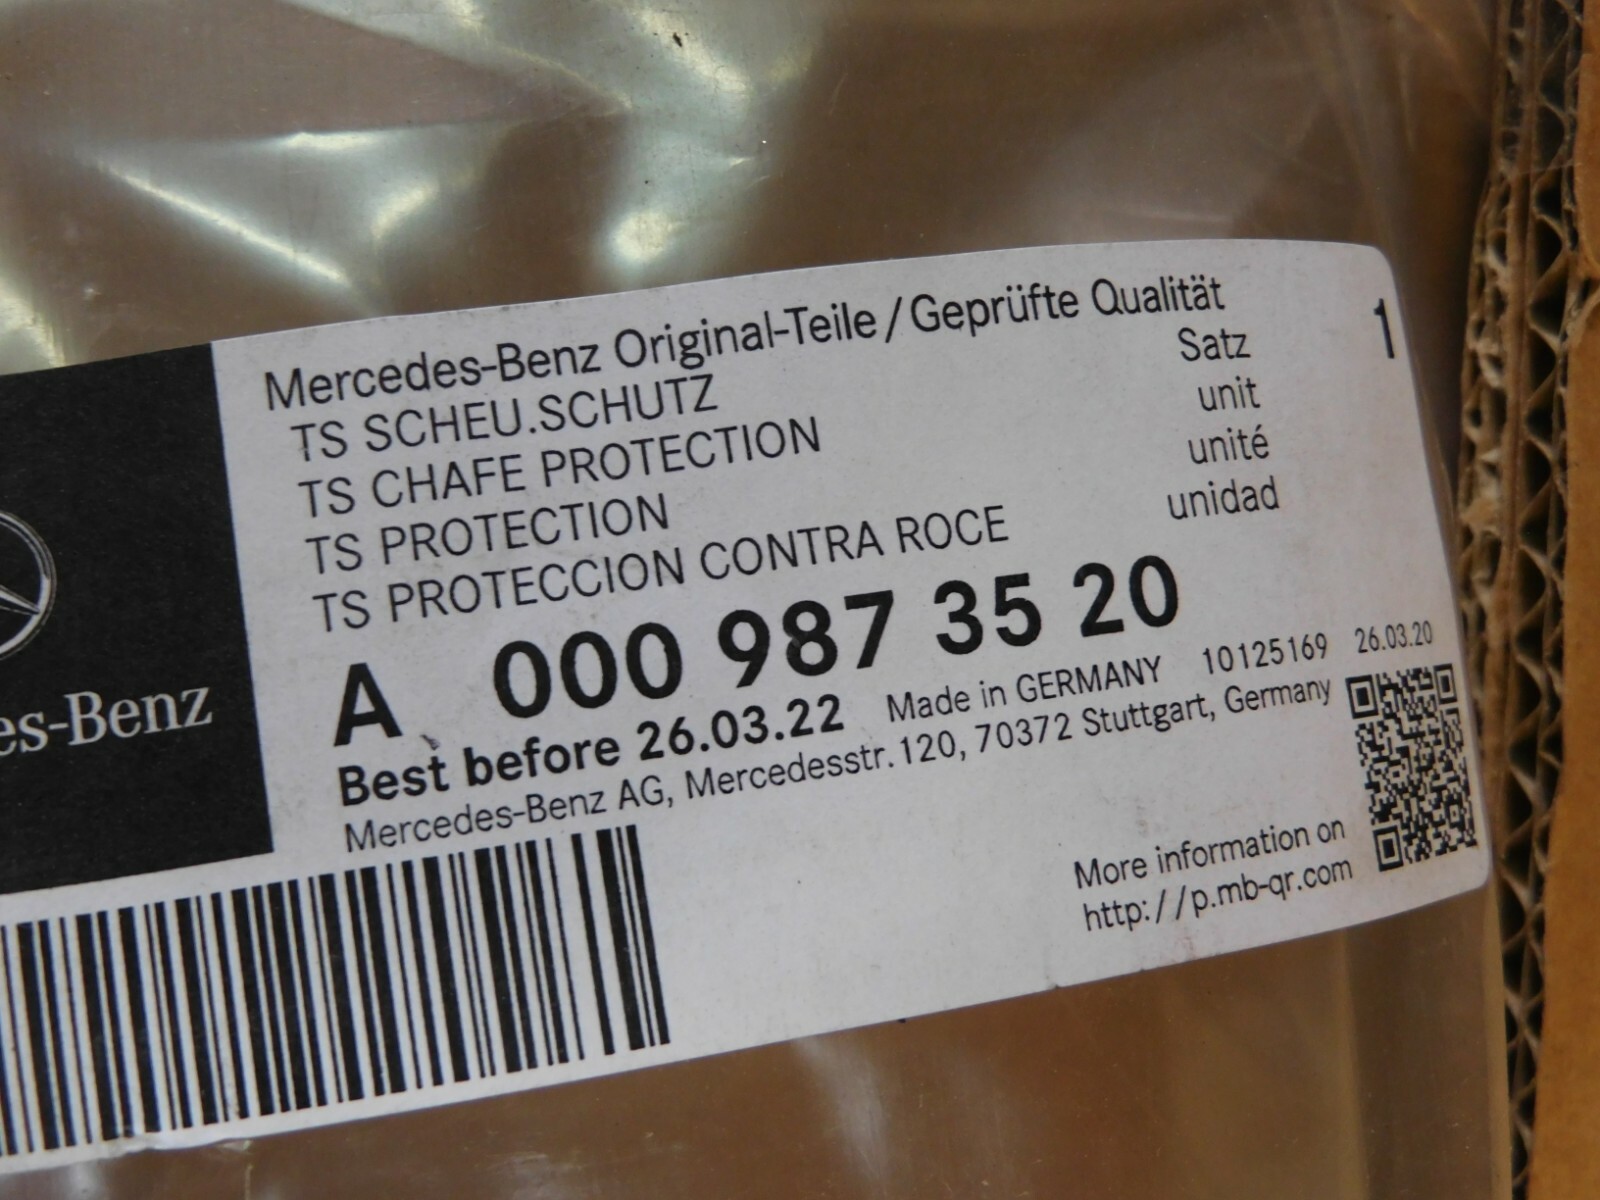 Mercedes-Benz Original-Teile / Geprüfte Qualität
TS SCHEU.SCHUTZ Satz 1
TS CHAFE PROTECTION unit
TS PROTECTION unité
TS PROTECCION CONTRA ROCE unidad
A 000 987 35 20
Best before 26.03.22 Made in GERMANY 10125169 26.03.20
Mercedes-Benz AG, Mercedesstr. 120, 70372 Stuttgart, Germany
More information on
http://p.mb-qr.com
es-Benz